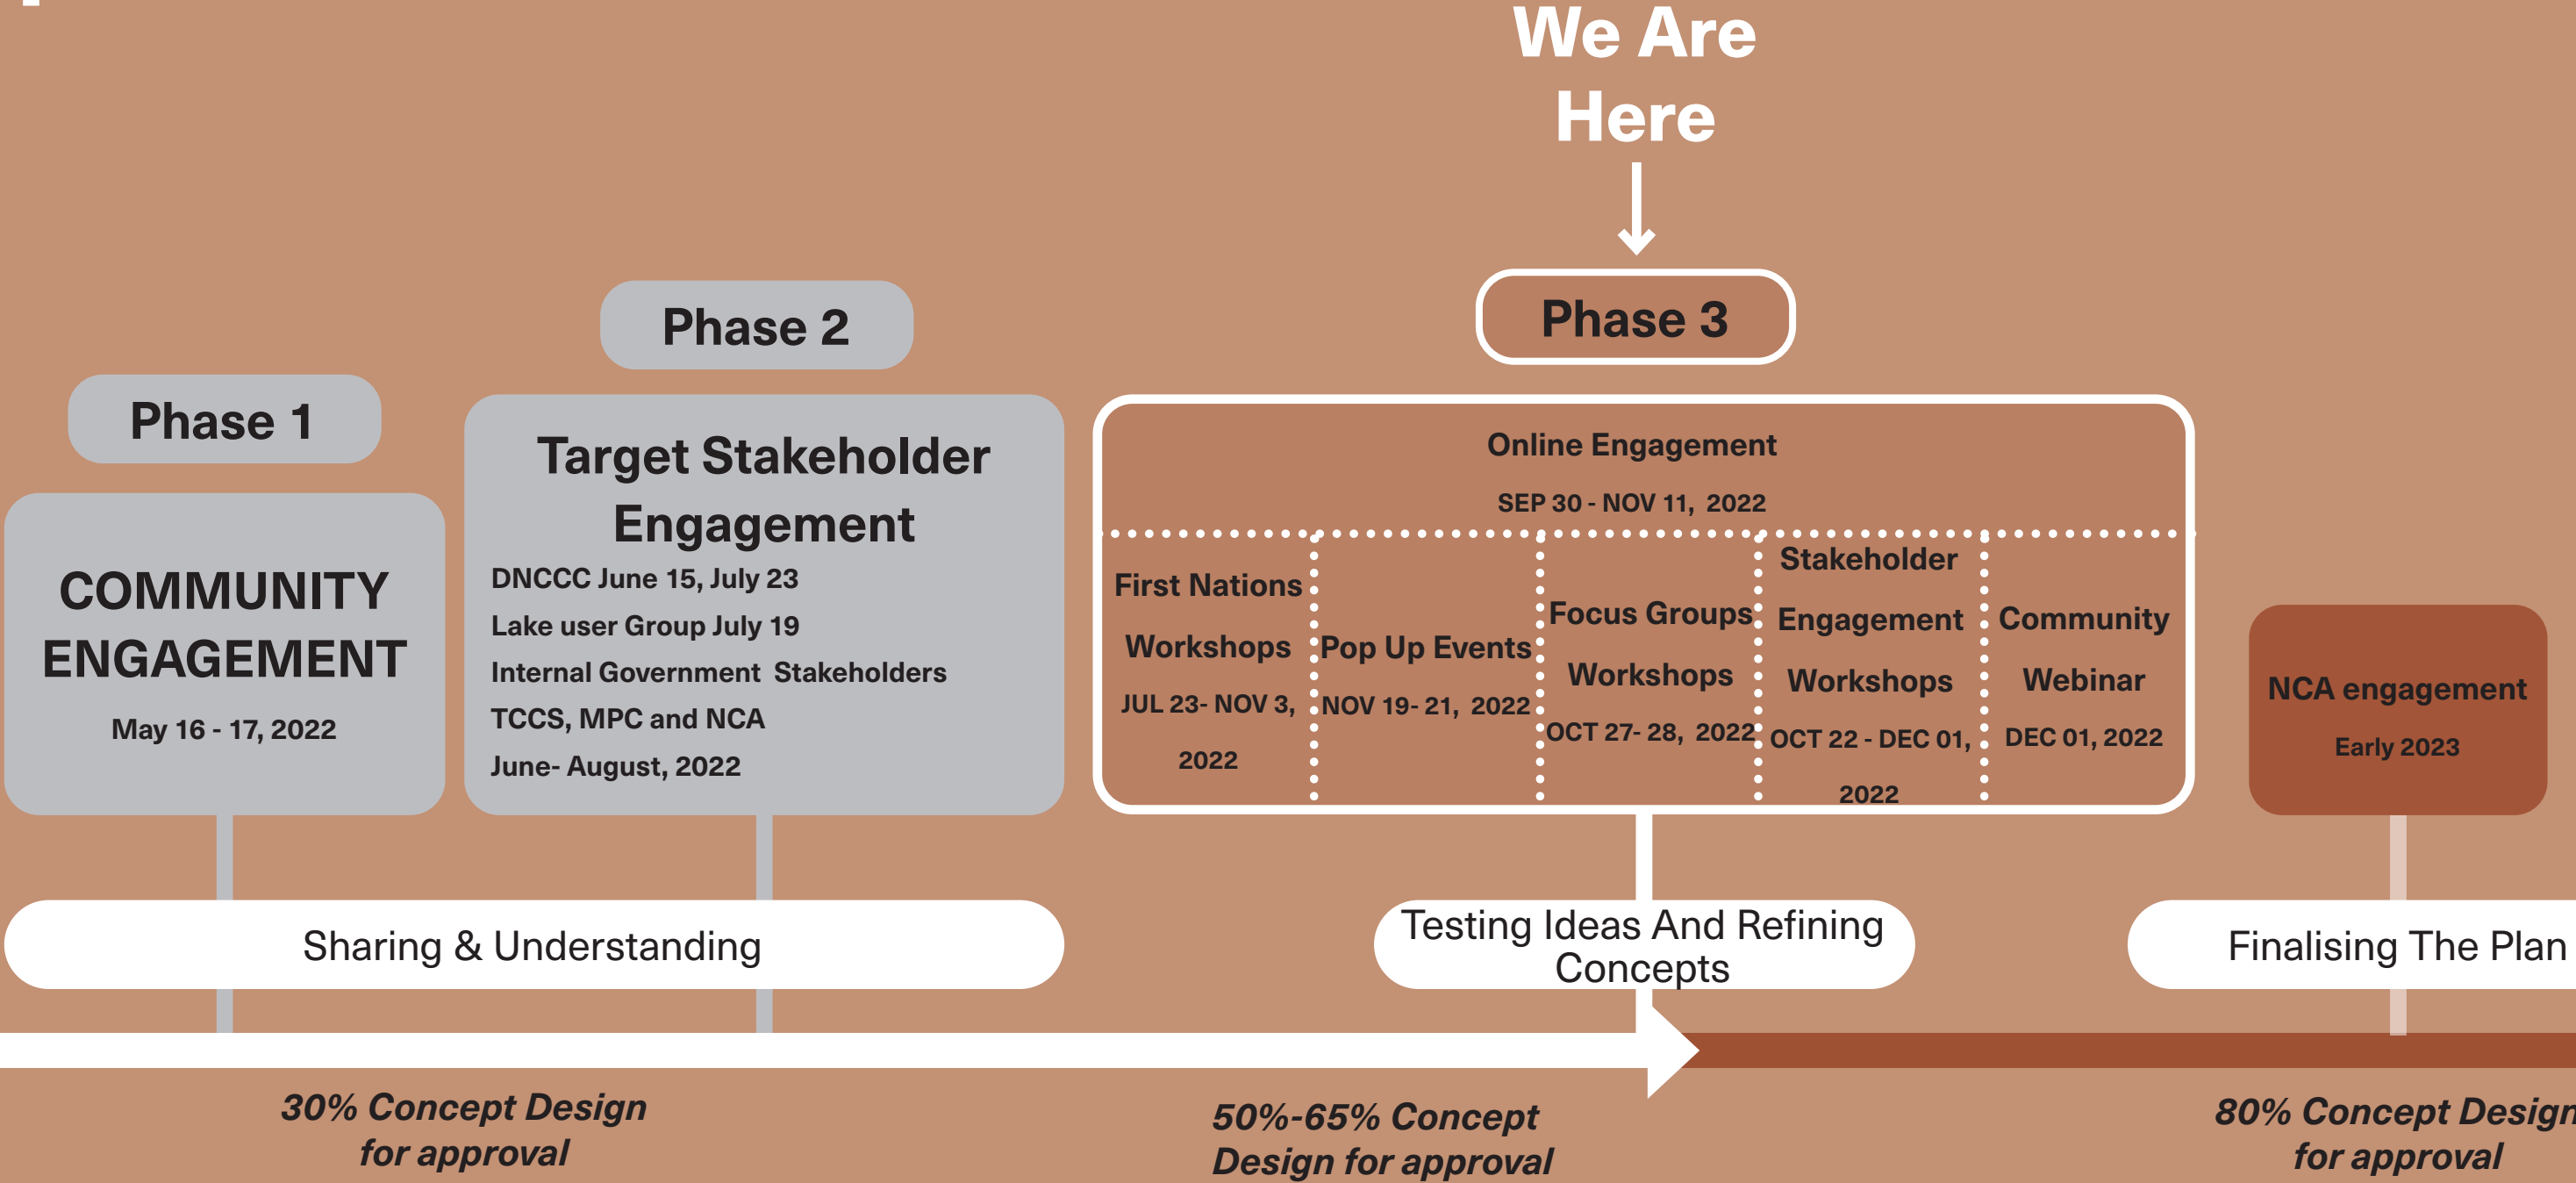 We Are
Here
Phase 1
COMMUNITY
ENGAGEMENT
May 16 - 17, 2022
Phase 2
Target Stakeholder
Engagement
DNCCC June 15, July 23
Lake user Group July 19
Internal Government  Stakeholders
TCCS, MPC and NCA
June- August, 2022
Phase 3
Online Engagement
SEP 30 - NOV 11,  2022
First Nations
Workshops
JUL 23- NOV 3,
2022
Pop Up Events
NOV 19- 21,  2022
Focus Groups
Workshops
OCT 27- 28,  2022
Stakeholder
Engagement
Workshops
OCT 22 - DEC 01,
2022
Community
Webinar
DEC 01, 2022
NCA engagement
Early 2023
Sharing & Understanding
Testing Ideas And Refining
Concepts
Finalising The Plan
30% Concept Design
for approval
50%-65% Concept
Design for approval
80% Concept Design
for approval